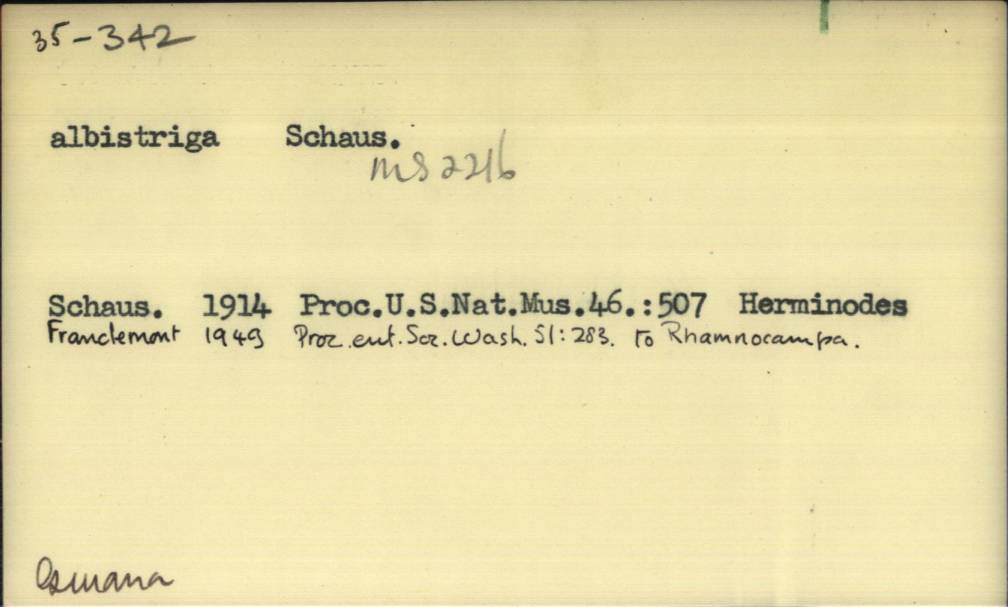 35-342
albistriga Schaus.
MS 2216
Schaus. 1914 Proc.U.S.Nat.Mus.46.:507 Herminodes
Franclemont 1949 Proc. ent. Soc. Wash. 51:283. to Rhamnocampa.